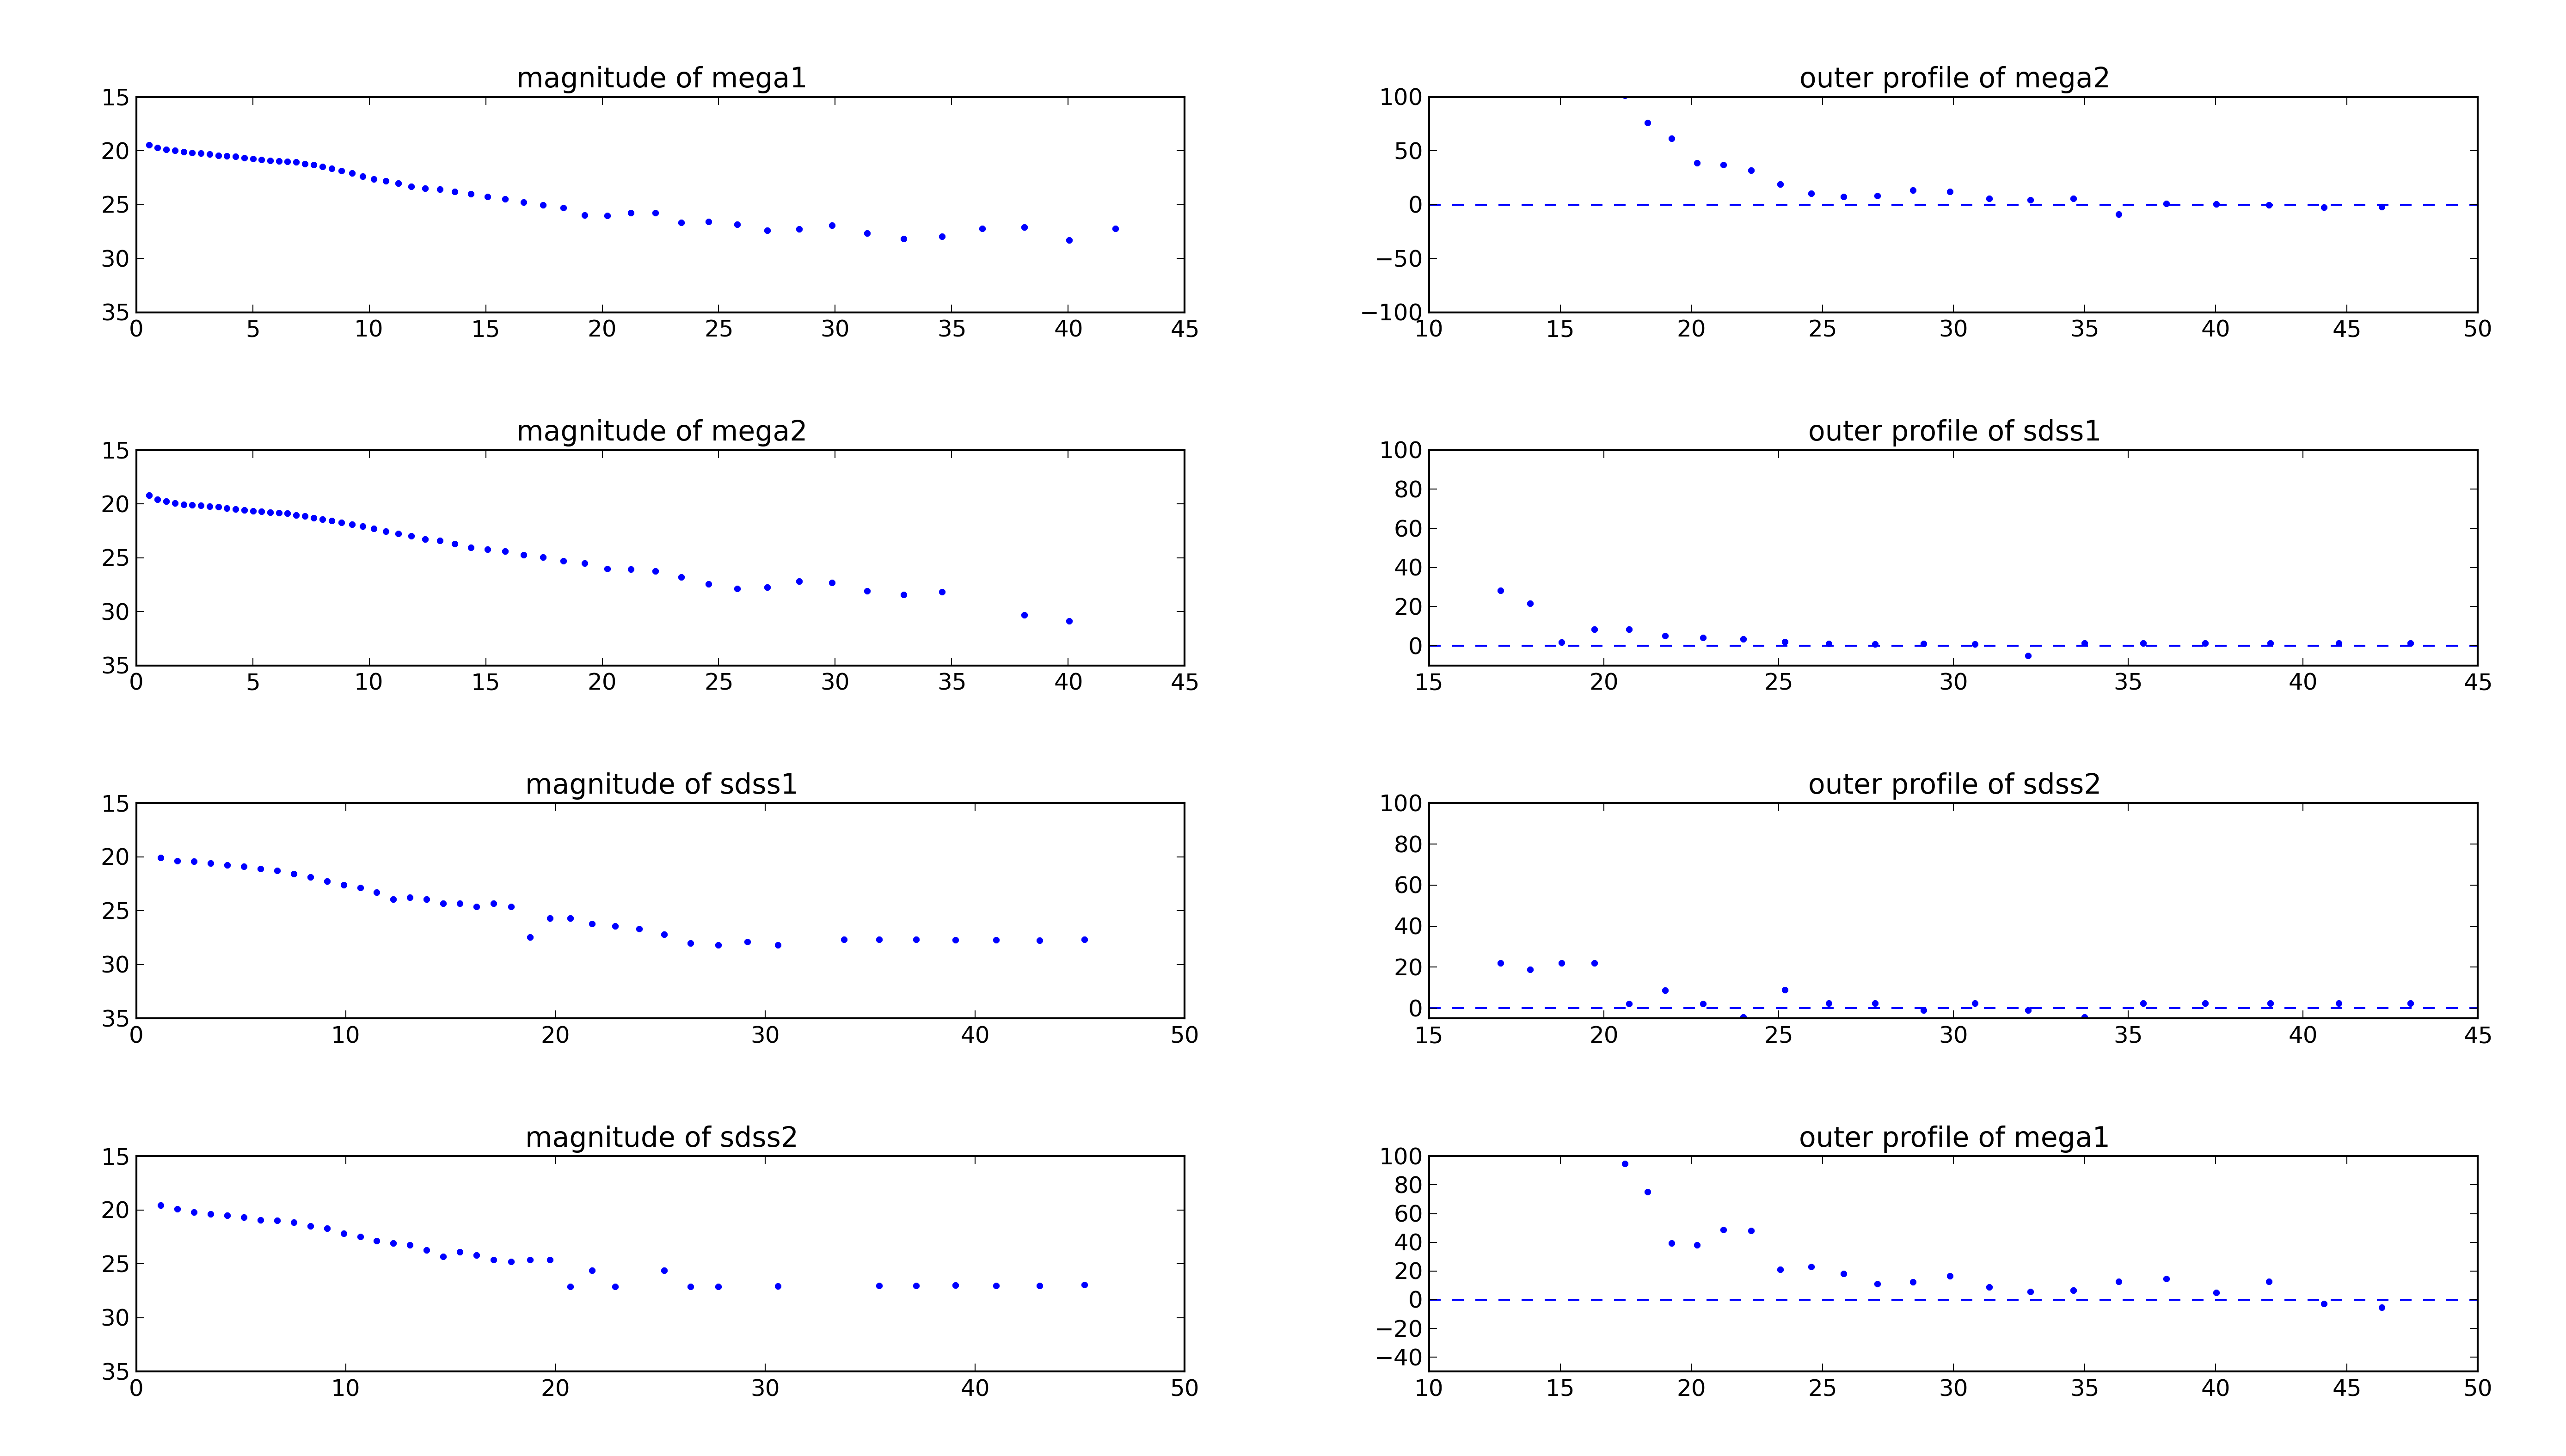 magnitude of mega1
15
20
25
30
35
0 5 10 15 20 25 30 35 40 45
outer profile of mega2
100
50
0
−50
−100
10 15 20 25 30 35 40 45 50
magnitude of mega2
15
20
25
30
35
0 5 10 15 20 25 30 35 40 45
outer profile of sdss1
100
80
60
40
20
0
15 20 25 30 35 40 45
magnitude of sdss1
15
20
25
30
35
0 10 20 30 40 50
outer profile of sdss2
100
80
60
40
20
0
15 20 25 30 35 40 45
magnitude of sdss2
15
20
25
30
35
0 10 20 30 40 50
outer profile of mega1
100
80
60
40
20
0
−20
−40
10 15 20 25 30 35 40 45 50